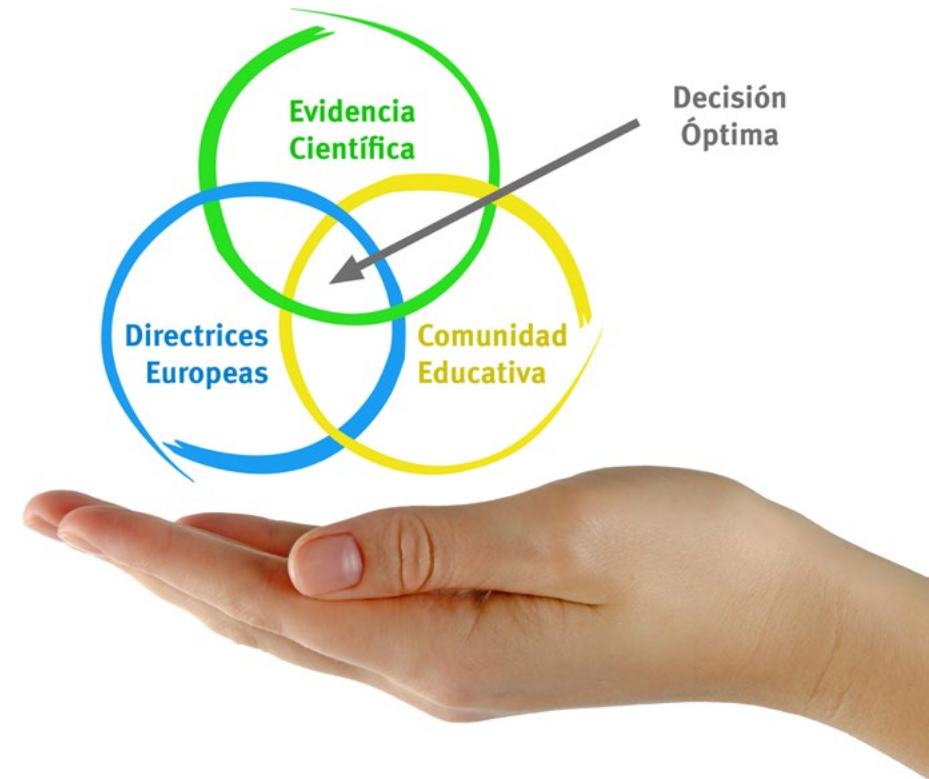 Evidencia
Científica
Decisión
Óptima
Directrices
Europeas
Comunidad
Educativa